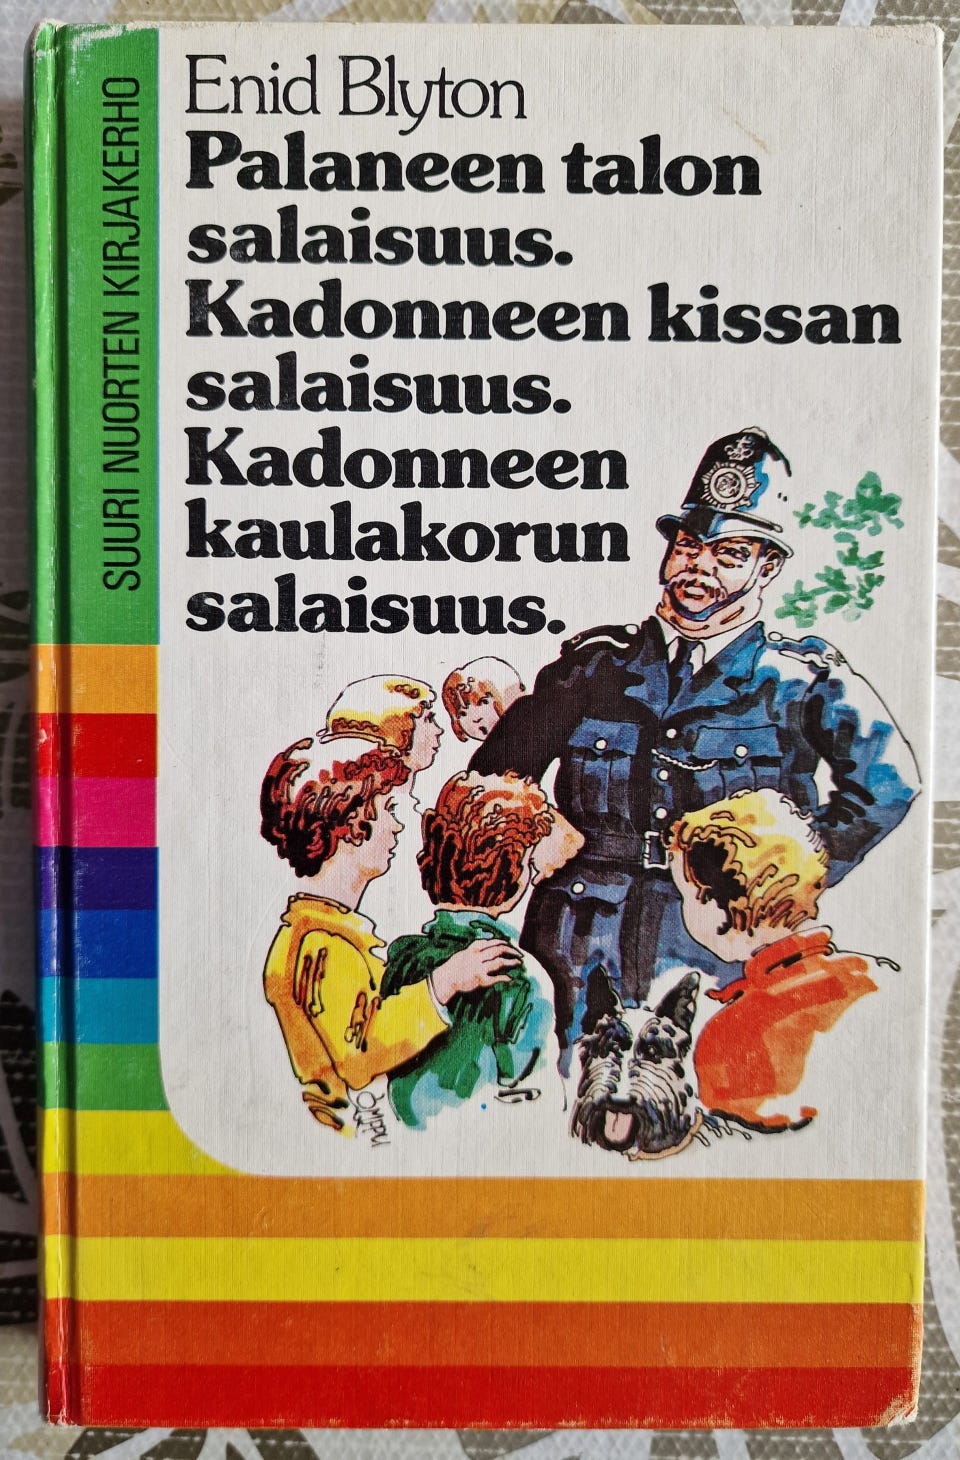 Enid Blyton
Palaneen talon
salaisuus.
Kadonneen kissan
salaisuus.
Kadonneen
kaulakorun
salaisuus.
SUURI NUORTEN KIRJAKERHO